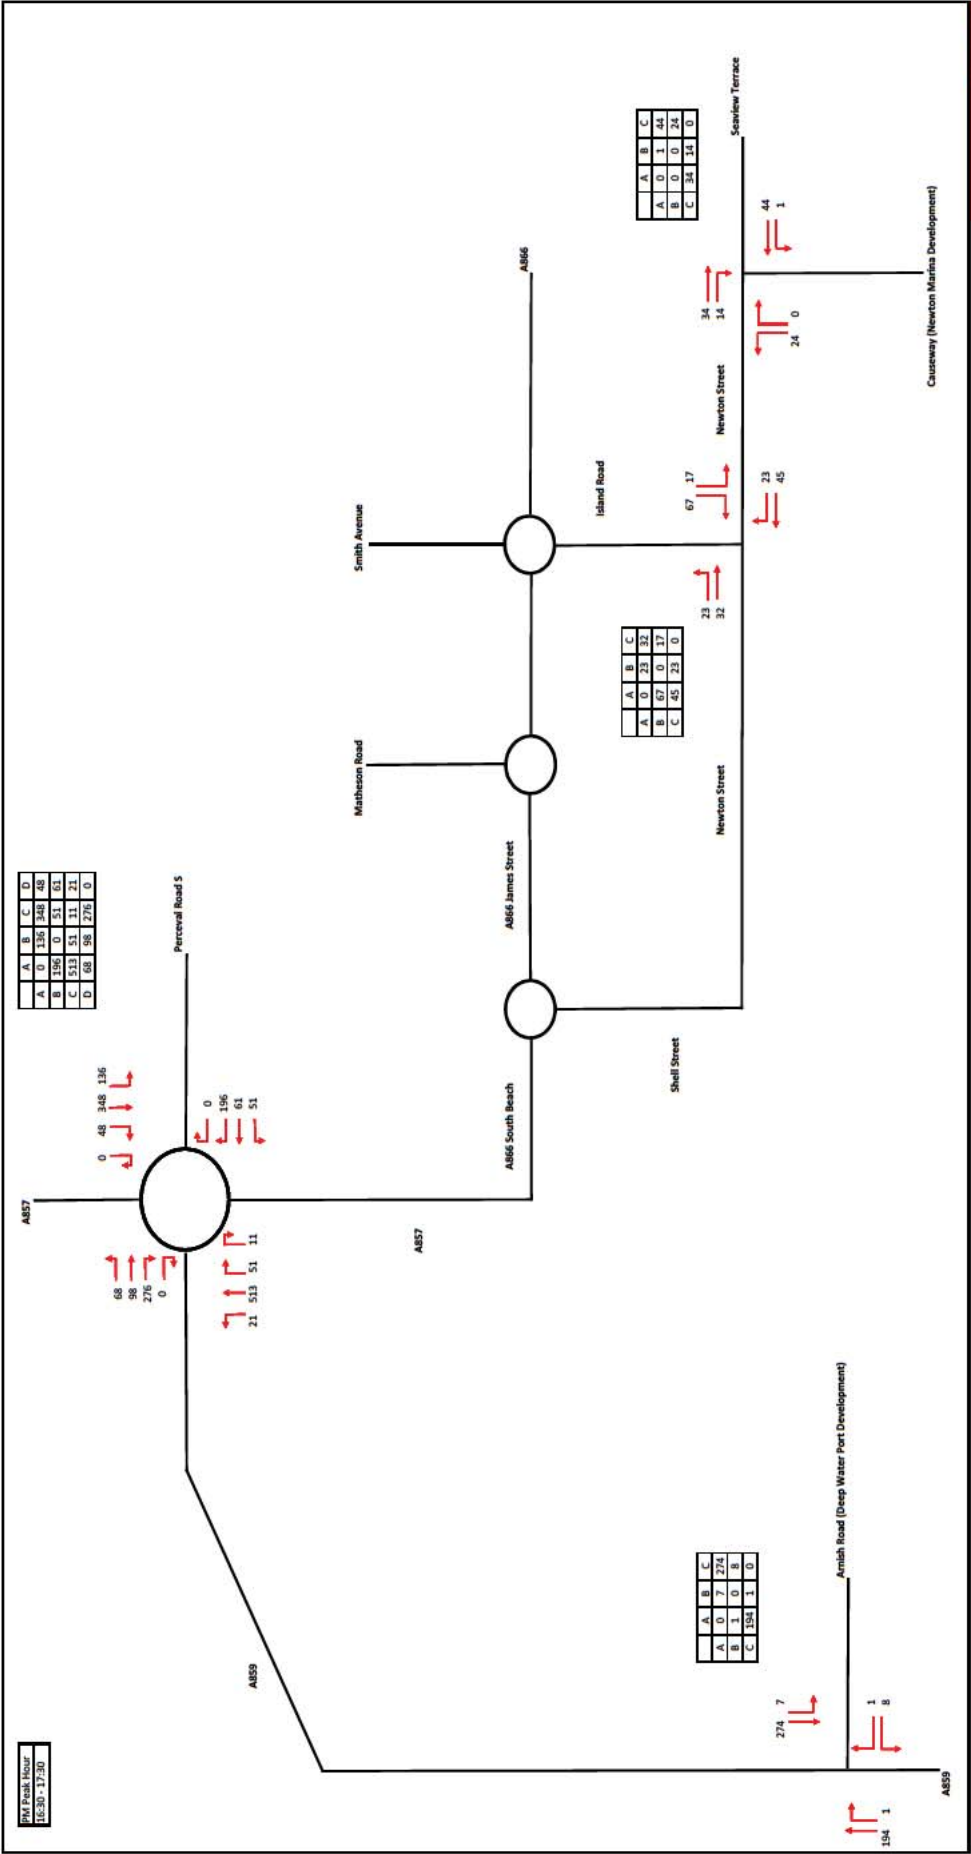 PM Peak Hour
16:30 - 17:30
A857
A B C D
A 0 136 348 48
B 196 0 51 61
C 513 51 11 21
D 68 98 276 0
0 48 348 136
68
98
276
0
Perceval Road S
0
196
61
51
21 513 51 11
A859
A857
Matheson Road
Smith Avenue
A866 South Beach
A866 James Street
A866
Island Road
Shell Street
A B C
A 0 23 32
B 67 0 17
C 45 23 0
A B C
A 0 1 44
B 0 0 24
C 34 14 0
23
32
67 17
34
14
Newton Street
Newton Street
Seaview Terrace
23
45
44
1
24 0
A B C
A 0 7 274
B 1 0 8
C 194 1 0
274 7
Arnish Road (Deep Water Port Development)
1
8
194 1
Causeway (Newton Marina Development)
A859